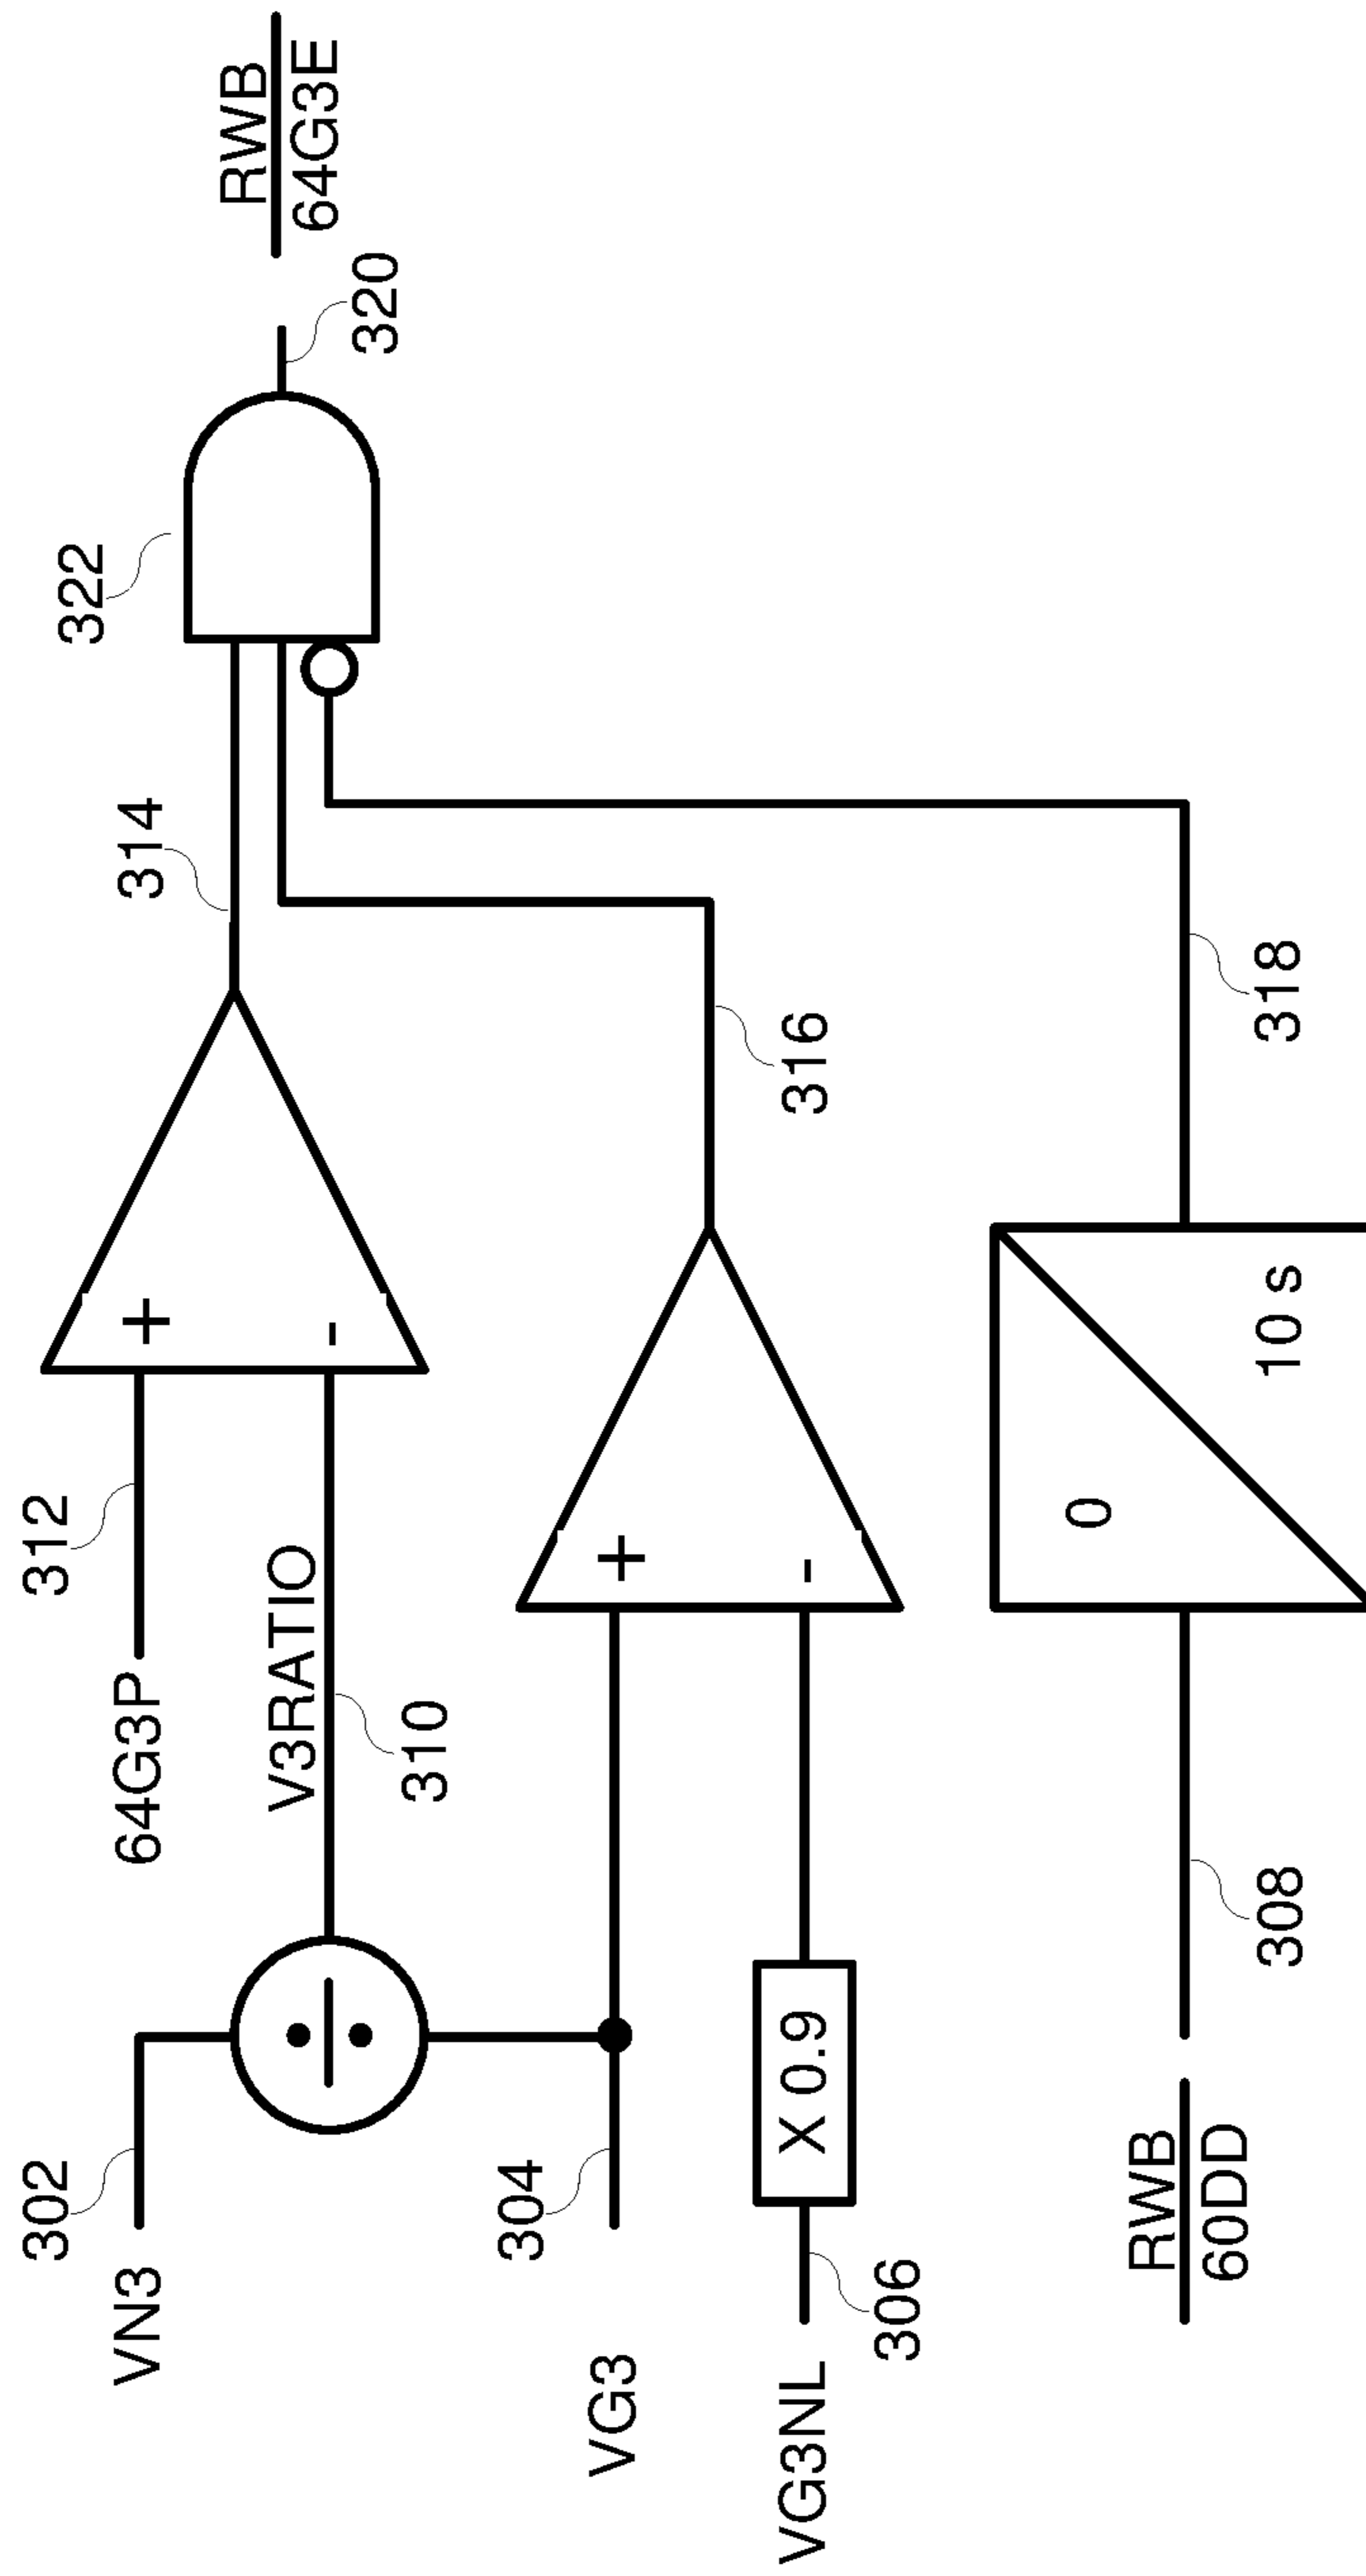 302
VN3
312
64G3P
+
-
314
322
RWB
64G3E
320
V3RATIO
310
304
VG3
+
-
316
X 0.9
VG3NL
306
RWB
60DD
308
0
10 s
318